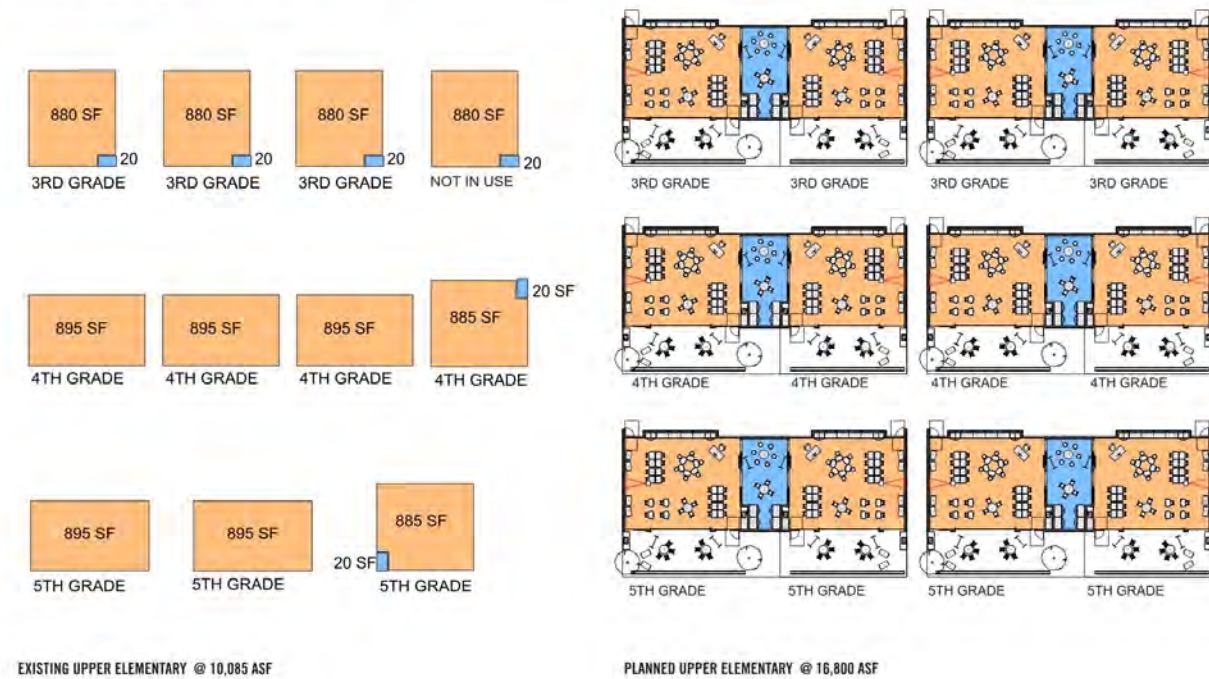 880 SF
880 SF
880 SF
880 SF
20
20
20
20
3RD GRADE
3RD GRADE
3RD GRADE
NOT IN USE
895 SF
895 SF
895 SF
885 SF
20 SF
4TH GRADE
4TH GRADE
4TH GRADE
4TH GRADE
895 SF
895 SF
885 SF
20 SF
5TH GRADE
5TH GRADE
5TH GRADE
EXISTING UPPER ELEMENTARY @ 10,085 ASF
3RD GRADE
3RD GRADE
3RD GRADE
3RD GRADE
4TH GRADE
4TH GRADE
4TH GRADE
4TH GRADE
5TH GRADE
5TH GRADE
5TH GRADE
5TH GRADE
PLANNED UPPER ELEMENTARY @ 16,800 ASF